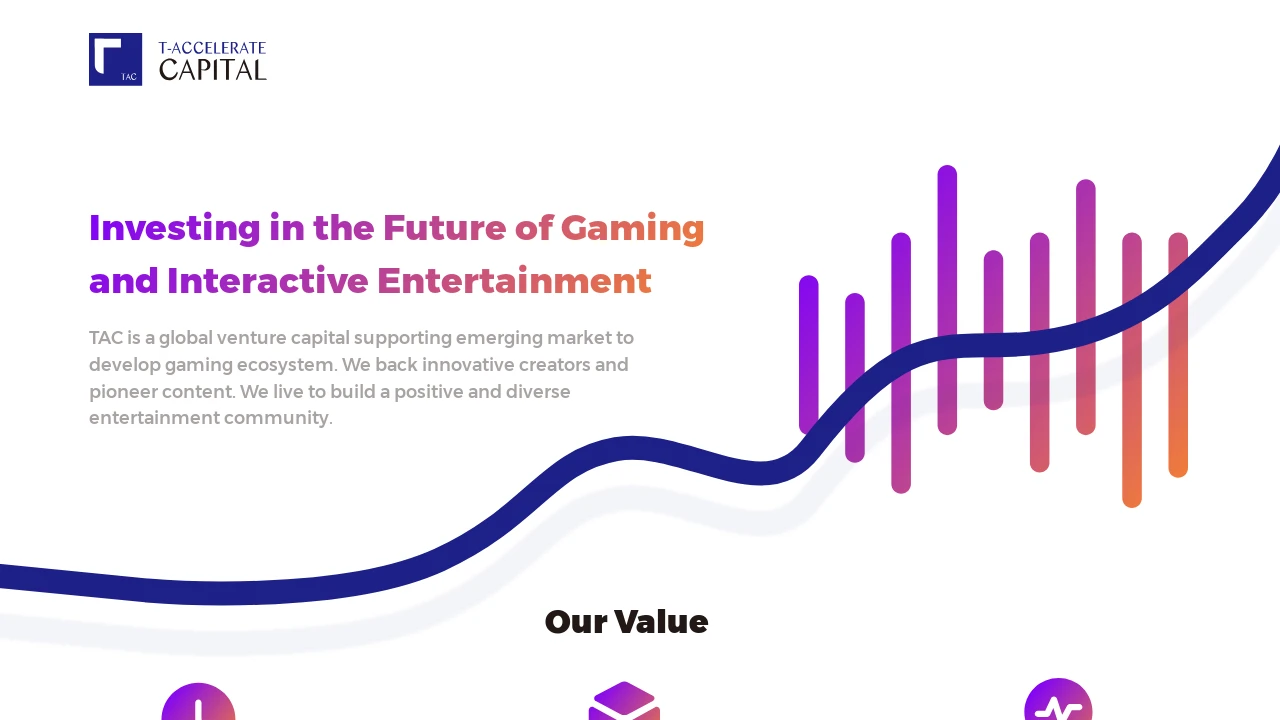 TAC
T-ACCELERATE
CAPITAL
Investing in the Future of Gaming
and Interactive Entertainment
TAC is a global venture capital supporting emerging market to
develop gaming ecosystem. We back innovative creators and
pioneer content. We live to build a positive and diverse
entertainment community.
Our Value